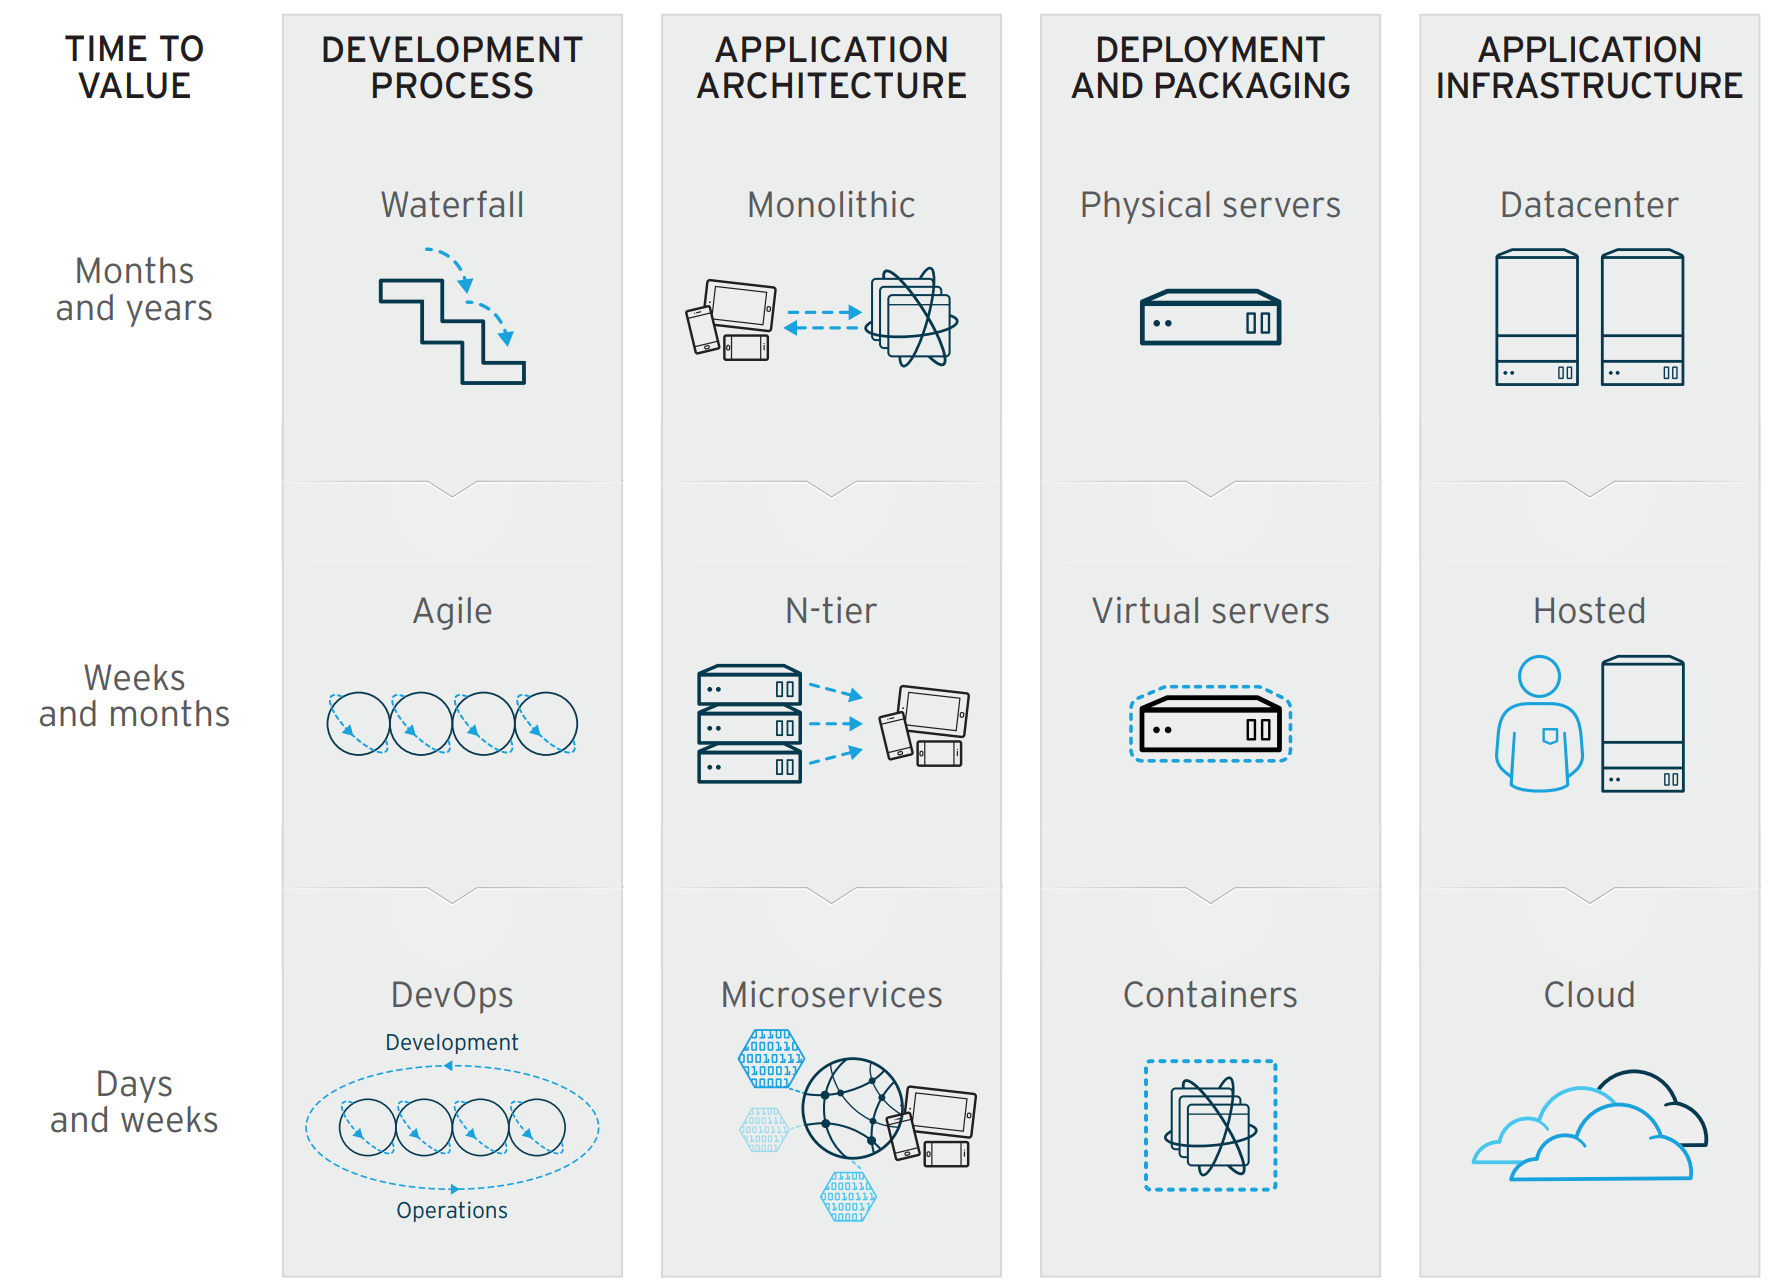 TIME TO
VALUE
DEVELOPMENT
PROCESS
APPLICATION
ARCHITECTURE
DEPLOYMENT
AND PACKAGING
APPLICATION
INFRASTRUCTURE
Months
and years
Waterfall
Monolithic
Physical servers
Datacenter
Weeks
and months
Agile
N-tier
Virtual servers
Hosted
Days
and weeks
DevOps
Development
Operations
Microservices
Containers
Cloud